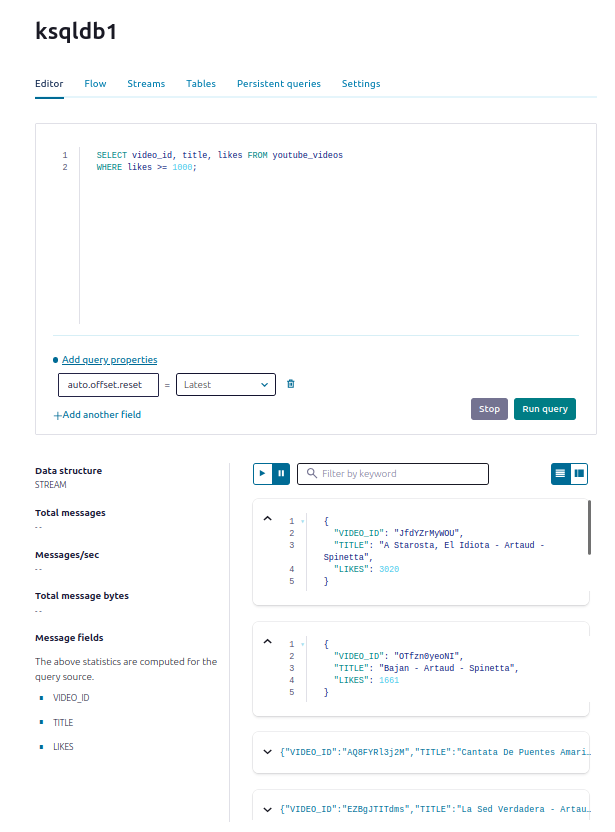 ksqldb1
Editor Flow Streams Tables Persistent queries Settings
1 SELECT video_id, title, likes FROM youtube_videos
2 WHERE likes >= 1000;
Add query properties
auto.offset.reset = Latest
+Add another field
Stop Run query
Data structure
STREAM
Total messages
--
Messages/sec
--
Total message bytes
--
Message fields
The above statistics are computed for the
query source.
VIDEO_ID
TITLE
LIKES
Filter by keyword
1 {
2 "VIDEO_ID": "JfdYZrMyWOU",
3 "TITLE": "A Starosta, El Idiota - Artaud -
Spinetta",
4 "LIKES": 3020
5 }
1 {
2 "VIDEO_ID": "OTfzn0yeoNI",
3 "TITLE": "Bajan - Artaud - Spinetta",
4 "LIKES": 1661
5 }
{"VIDEO_ID":"AQ8FYRl3j2M","TITLE":"Cantata De Puentes Amari…
{"VIDEO_ID":"EZBgJTITdms","TITLE":"La Sed Verdadera - Artau…